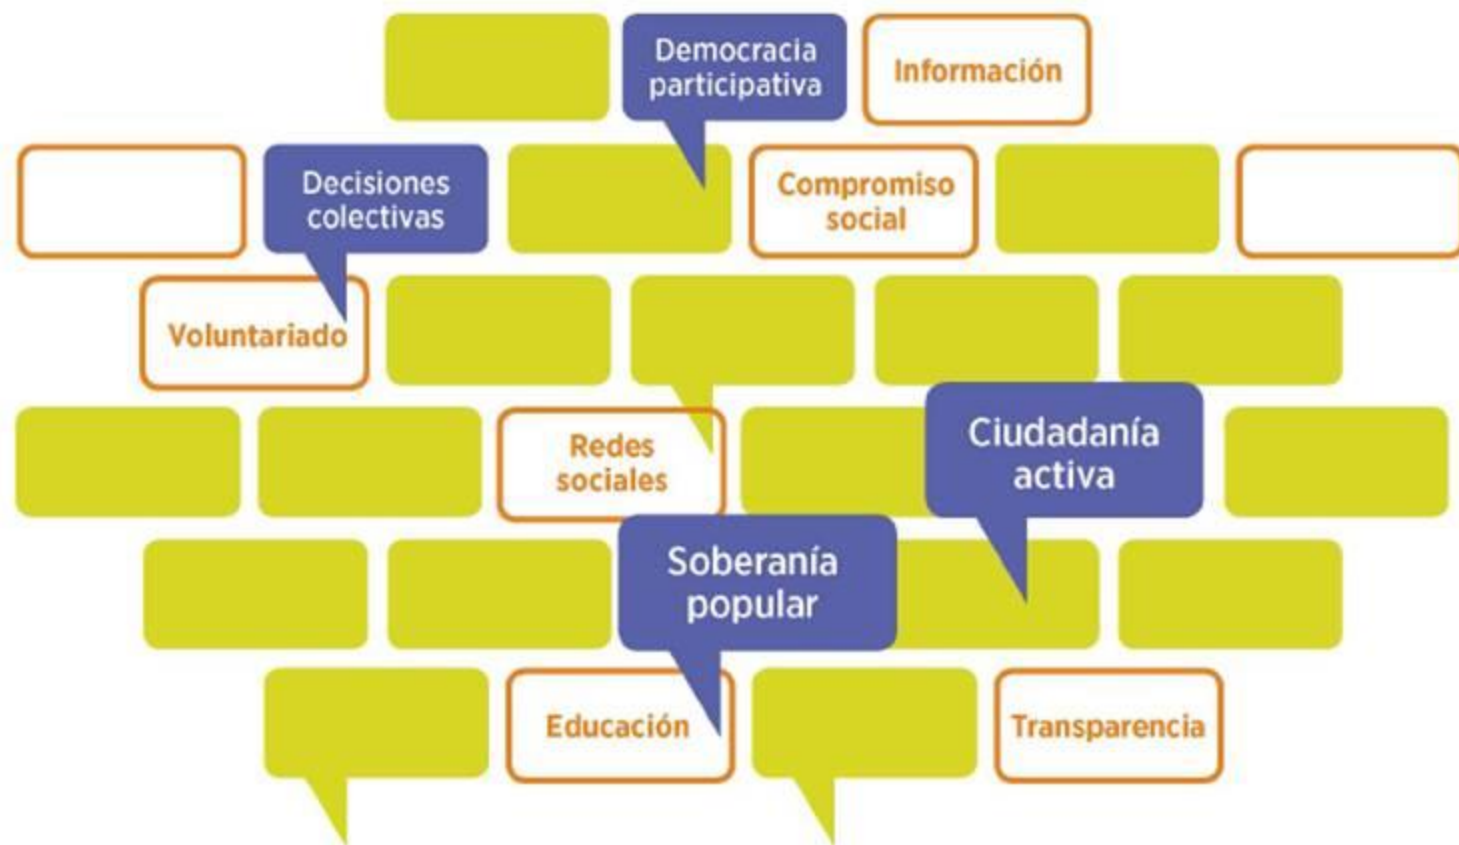 Democracia
participativa
Información
Decisiones
colectivas
Compromiso
social
Voluntariado
Redes
sociales
Ciudadanía
activa
Soberanía
popular
Educación
Transparencia